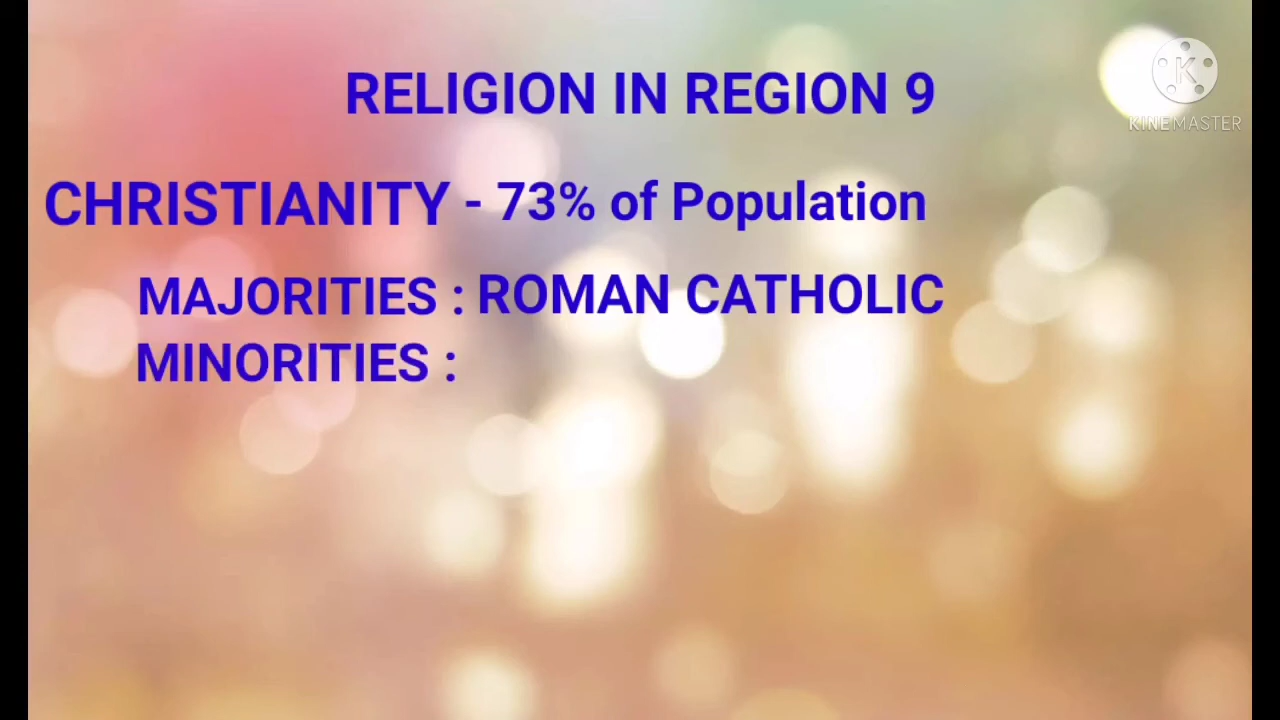 RELIGION IN REGION 9
K
KINEMASTER
CHRISTIANITY - 73% of Population
MAJORITIES : ROMAN CATHOLIC
MINORITIES :